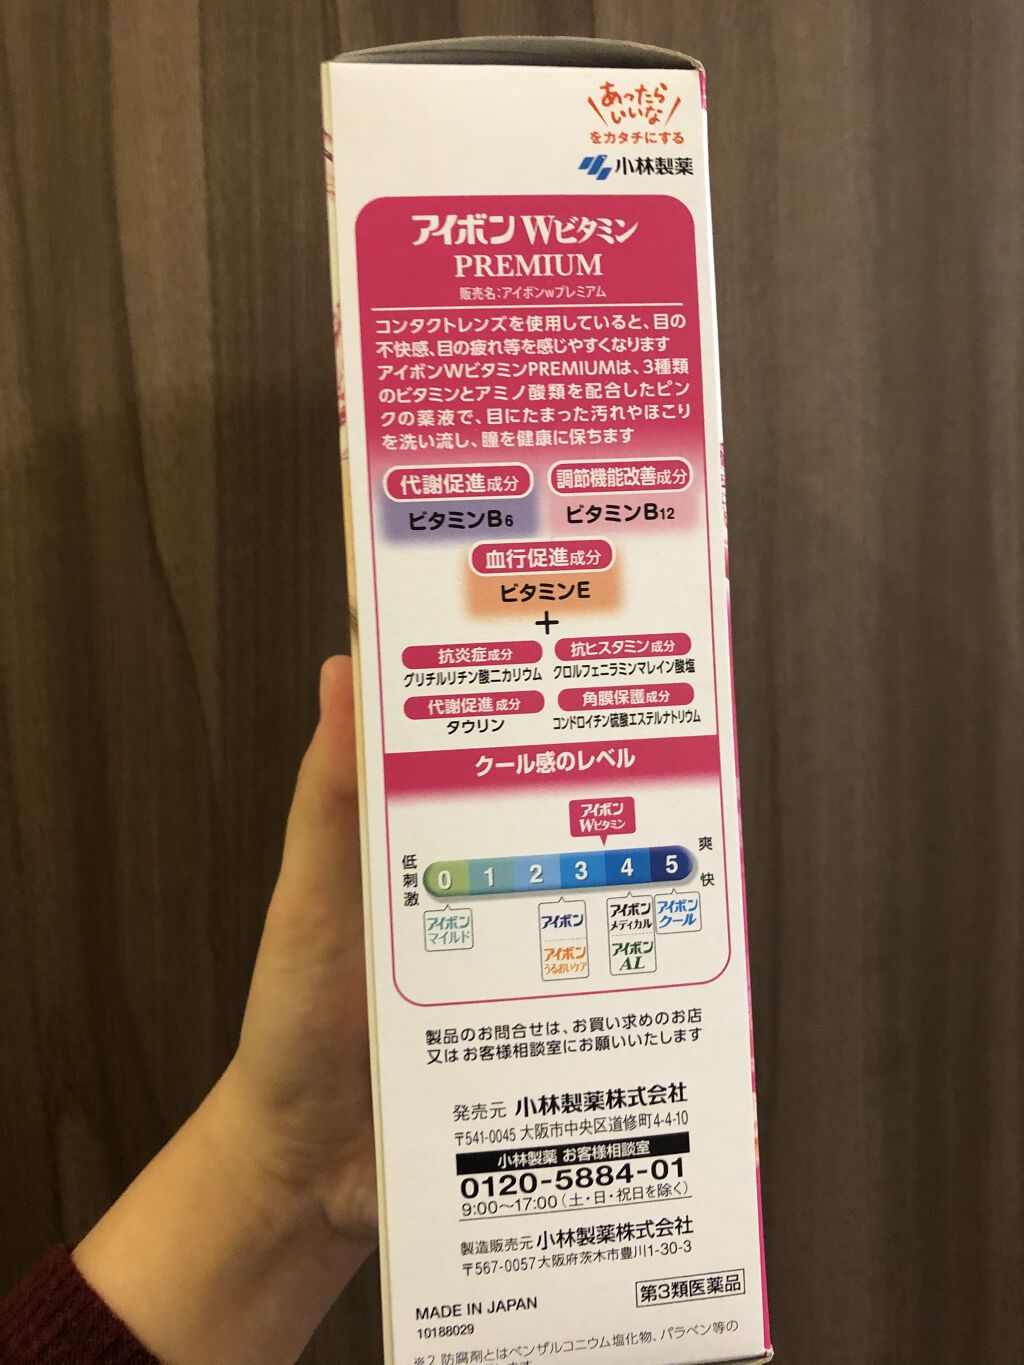 あったら
いいな
をカタチにする
小林製薬
アイボン Wビタミン
PREMIUM
販売名:アイボンwプレミアム
コンタクトレンズを使用していると、目の
不快感、目の疲れ等を感じやすくなります
アイボンWビタミンPREMIUMは、3種類
のビタミンとアミノ酸類を配合したピン
クの薬液で、目にたまった汚れやほこり
を洗い流し、瞳を健康に保ちます
代謝促進成分 調節機能改善成分
ビタミンB6 ビタミンB12
血行促進成分
ビタミンE
+
抗炎症成分 抗ヒスタミン成分
グリチルリチン酸二カリウム クロルフェニラミンマレイン酸塩
代謝促進成分 角膜保護成分
タウリン コンドロイチン硫酸エステルナトリウム
クール感のレベル
アイボン
Wビタミン
低刺激 0 1 2 3 4 5 爽快
アイボン
マイルド
アイボン
アイボン
うるおいケア
アイボン
メディカル
アイボン
AL
アイボン
クール
製品のお問合せは、お買い求めのお店
又はお客様相談室にお願いいたします
発売元 小林製薬株式会社
〒541-0045 大阪市中央区道修町4-4-10
小林製薬 お客様相談室
0120-5884-01
9:00〜17:00(土・日・祝日を除く)
製造販売元 小林製薬株式会社
〒567-0057 大阪府茨木市豊川1-30-3
第3類医薬品
MADE IN JAPAN
10188029
※2 防腐剤とはベンザルコニウム塩化物、パラベン等の